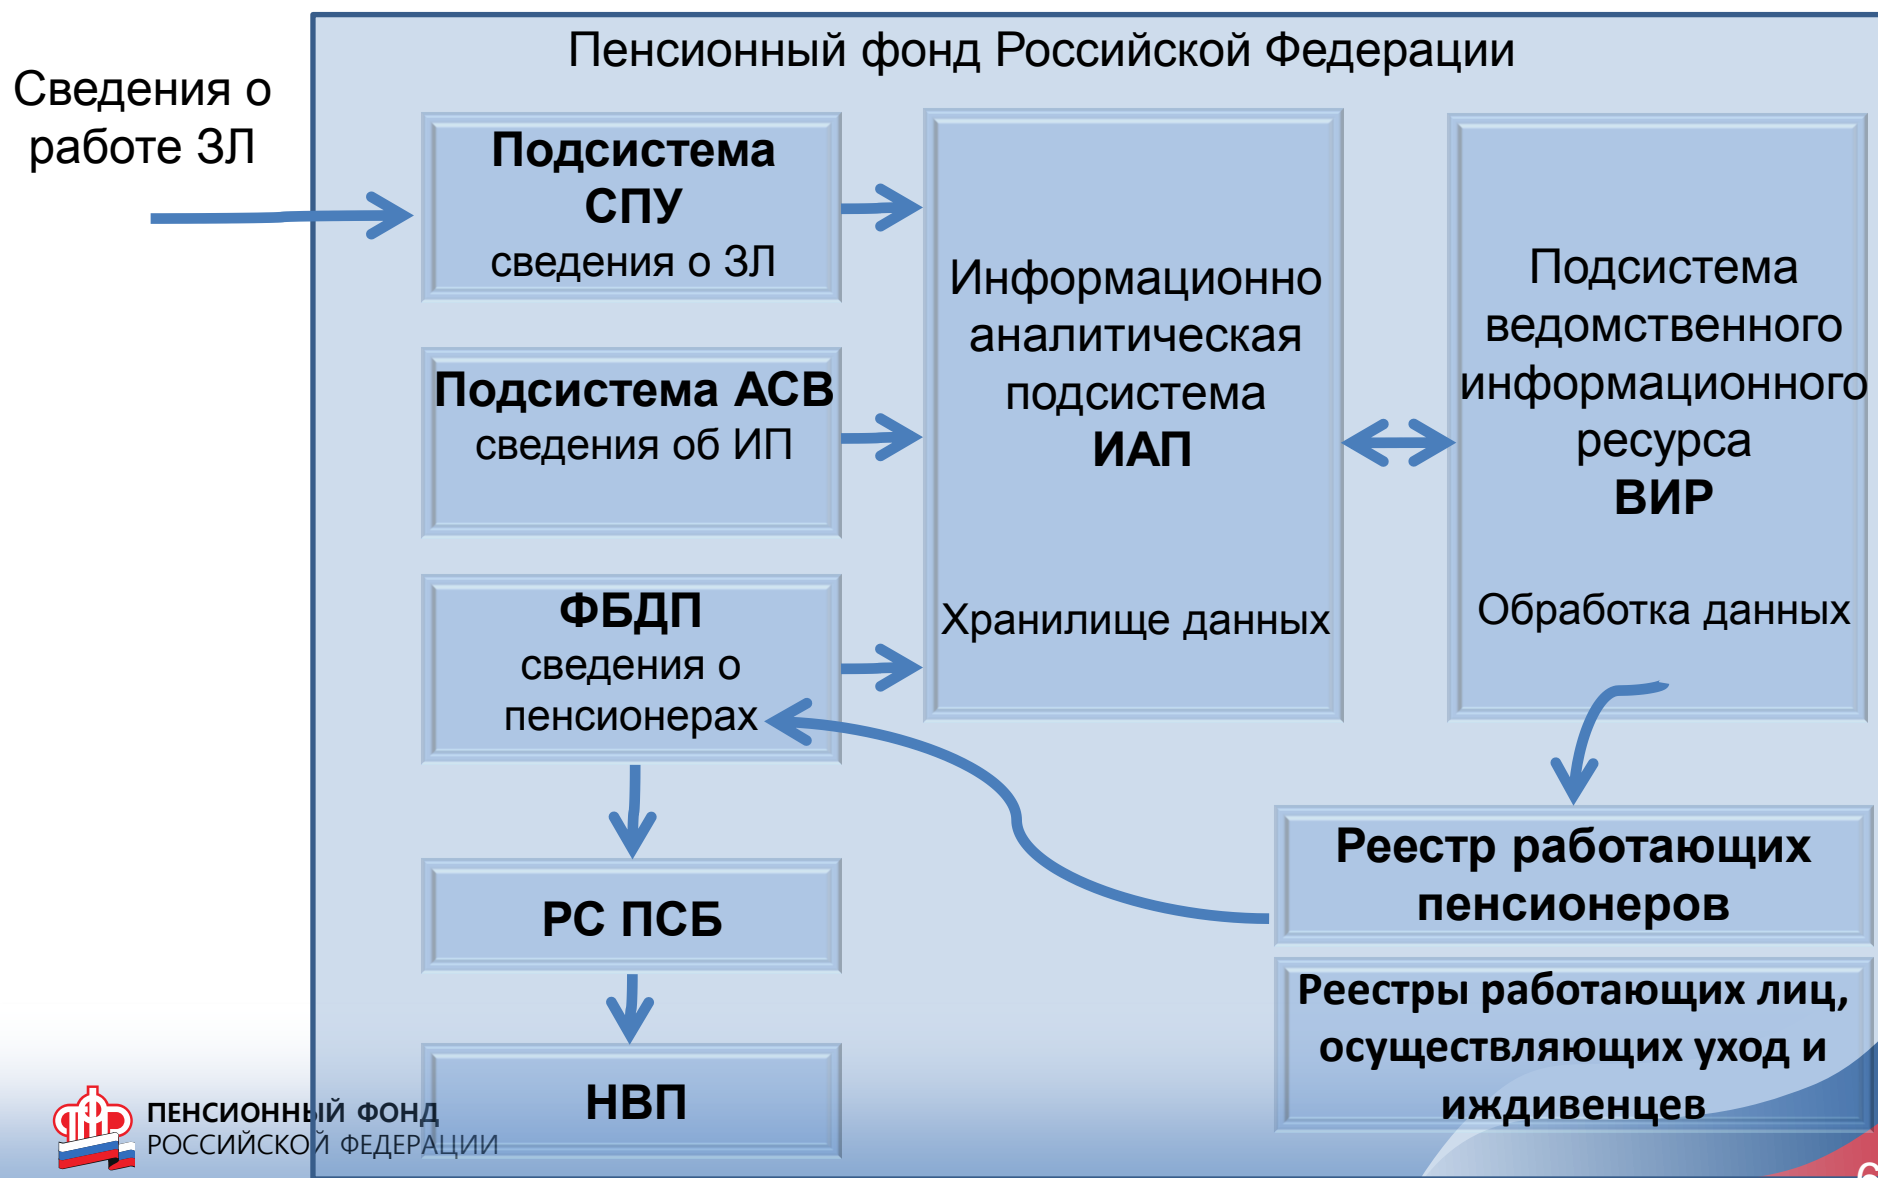 Пенсионный фонд Российской Федерации
Сведения о
работе ЗЛ
Подсистема
СПУ
сведения о ЗЛ
Подсистема АСВ
сведения об ИП
ФБДП
сведения о
пенсионерах
РС ПСБ
НВП
Информационно
аналитическая
подсистема
ИАП
Хранилище данных
Подсистема
ведомственного
информационного
ресурса
ВИР
Обработка данных
Реестр работающих
пенсионеров
Реестры работающих лиц,
осуществляющих уход и
иждивенцев
ПЕНСИОННЫЙ ФОНД
РОССИЙСКОЙ ФЕДЕРАЦИИ